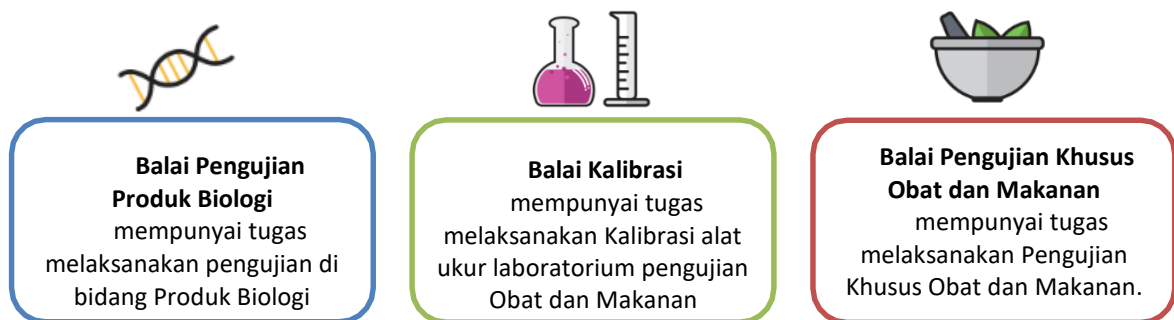 Balai Pengujian
Produk Biologi
mempunyai tugas
melaksanakan pengujian di
bidang Produk Biologi
Balai Kalibrasi
mempunyai tugas
melaksanakan Kalibrasi alat
ukur laboratorium pengujian
Obat dan Makanan
Balai Pengujian Khusus
Obat dan Makanan
mempunyai tugas
melaksanakan Pengujian
Khusus Obat dan Makanan.